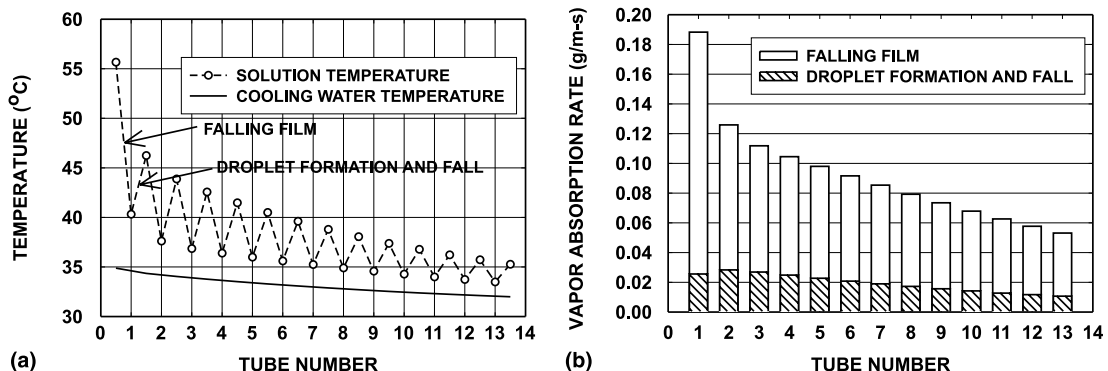 60
55
50
45
40
35
30
TEMPERATURE (°C)
SOLUTION TEMPERATURE
COOLING WATER TEMPERATURE
FALLING FILM
DROPLET FORMATION AND FALL
0 1 2 3 4 5 6 7 8 9 10 11 12 13 14
TUBE NUMBER
(a)
0.20
0.18
0.16
0.14
0.12
0.10
0.08
0.06
0.04
0.02
0.00
VAPOR ABSORPTION RATE (g/m-s)
FALLING FILM
DROPLET FORMATION AND FALL
0 1 2 3 4 5 6 7 8 9 10 11 12 13 14
TUBE NUMBER
(b)